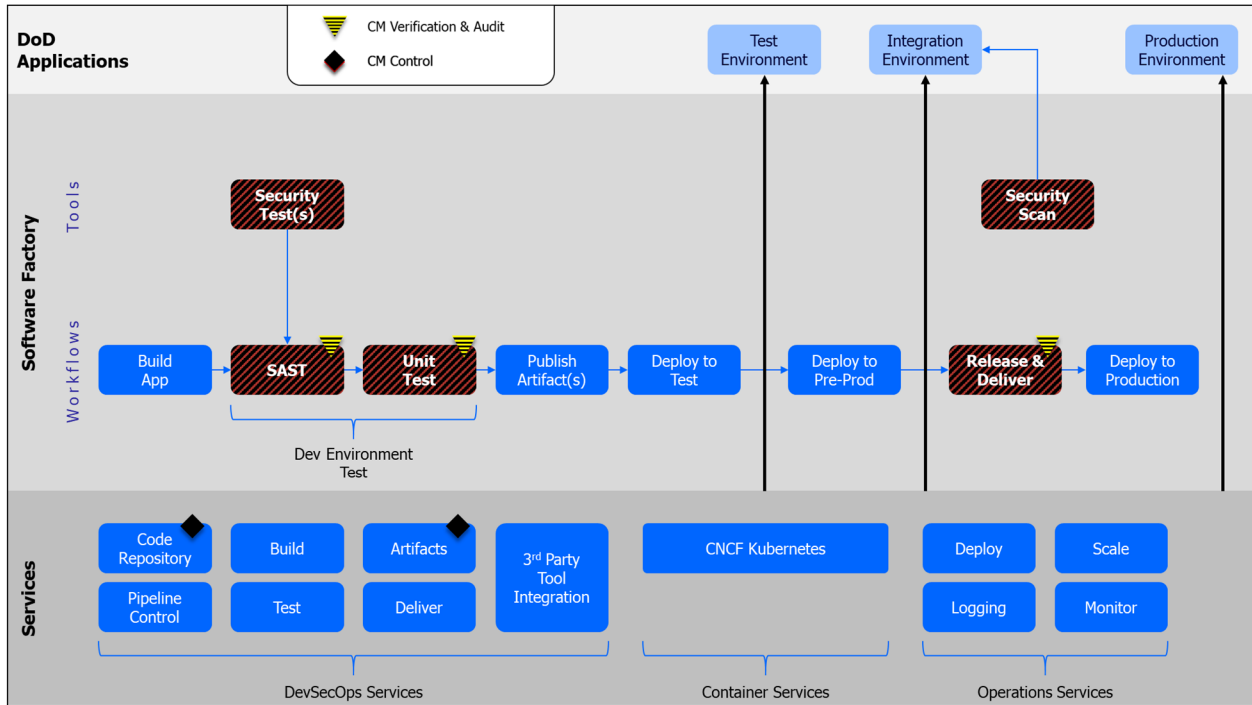 DoD
Applications
CM Verification & Audit
CM Control
Test
Environment
Integration
Environment
Production
Environment
Software Factory
Tools
Security
Test(s)
Security
Scan
Workflows
Build
App
SAST
Unit
Test
Publish
Artifact(s)
Deploy to
Test
Deploy to
Pre-Prod
Release &
Deliver
Deploy to
Production
Dev Environment
Test
Services
Code
Repository
Build
Artifacts
3rd Party
Tool
Integration
CNCF Kubernetes
Deploy
Scale
Pipeline
Control
Test
Deliver
Logging
Monitor
DevSecOps Services
Container Services
Operations Services